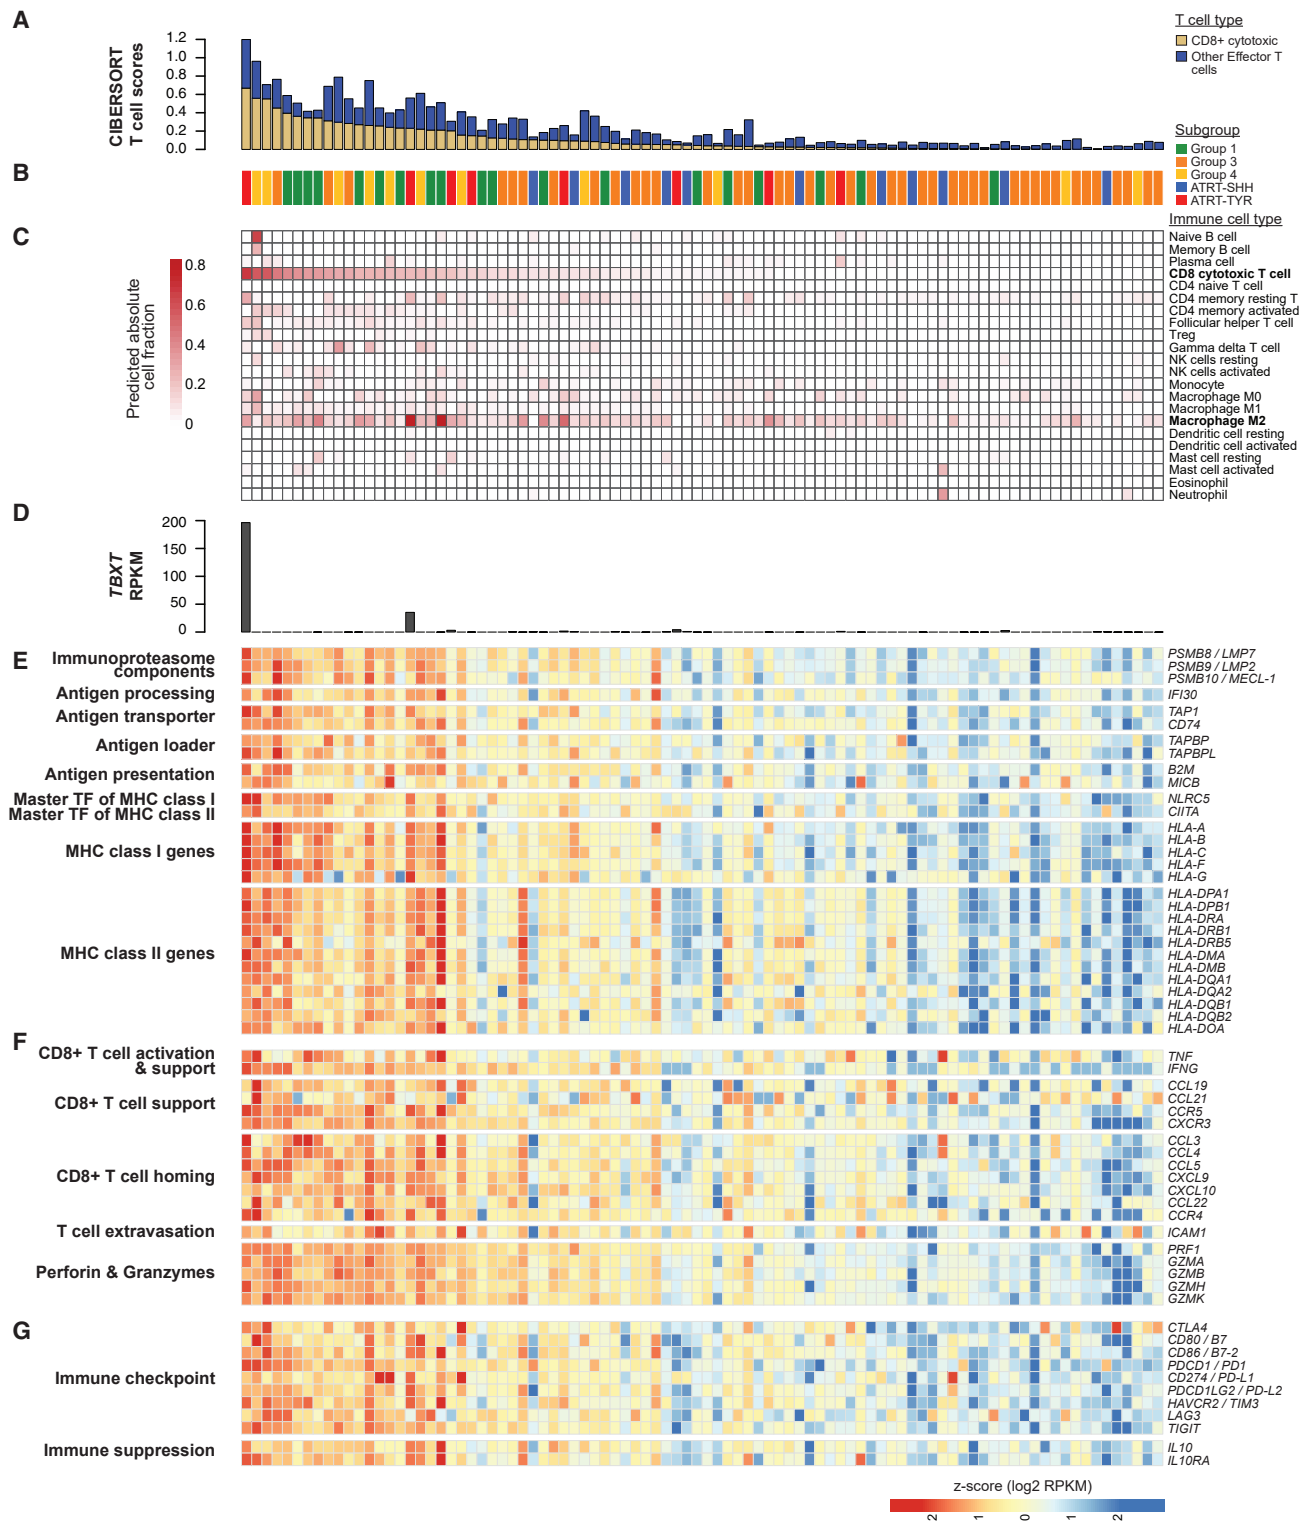 A
CIBERSORT
T cell scores
1.2
1.0
0.8
0.6
0.4
0.2
0.0
T cell type
CD8+ cytotoxic
Other Effector T
cells
B
Subgroup
Group 1
Group 3
Group 4
ATRT-SHH
ATRT-TYR
C
Predicted absolute
cell fraction
0.8
0.6
0.4
0.2
0
Immune cell type
Naive B cell
Memory B cell
Plasma cell
CD8 cytotoxic T cell
CD4 naive T cell
CD4 memory resting T
CD4 memory activated
Follicular helper T cell
Treg
Gamma delta T cell
NK cells resting
NK cells activated
Monocyte
Macrophage M0
Macrophage M1
Macrophage M2
Dendritic cell resting
Dendritic cell activated
Mast cell resting
Mast cell activated
Eosinophil
Neutrophil
D
TBXT
RPKM
200
150
100
50
0
E
Immunoproteasome
components
PSMB8 / LMP7
PSMB9 / LMP2
PSMB10 / MECL-1
Antigen processing
IFI30
Antigen transporter
TAP1
CD74
Antigen loader
TAPBP
TAPBPL
Antigen presentation
B2M
MICB
Master TF of MHC class I
Master TF of MHC class II
NLRC5
CIITA
MHC class I genes
HLA-A
HLA-B
HLA-C
HLA-F
HLA-G
MHC class II genes
HLA-DPA1
HLA-DPB1
HLA-DRA
HLA-DRB1
HLA-DRB5
HLA-DMA
HLA-DMB
HLA-DQA1
HLA-DQA2
HLA-DQB1
HLA-DQB2
HLA-DOA
F
CD8+ T cell activation
& support
TNF
IFNG
CD8+ T cell support
CCL19
CCL21
CCR5
CXCR3
CD8+ T cell homing
CCL3
CCL4
CCL5
CXCL9
CXCL10
CCL22
CCR4
T cell extravasation
ICAM1
Perforin & Granzymes
PRF1
GZMA
GZMB
GZMH
GZMK
G
Immune checkpoint
CTLA4
CD80 / B7
CD86 / B7-2
PDCD1 / PD1
CD274 / PD-L1
PDCD1LG2 / PD-L2
HAVCR2 / TIM3
LAG3
TIGIT
Immune suppression
IL10
IL10RA
z-score (log2 RPKM)
2
1
0
1
2